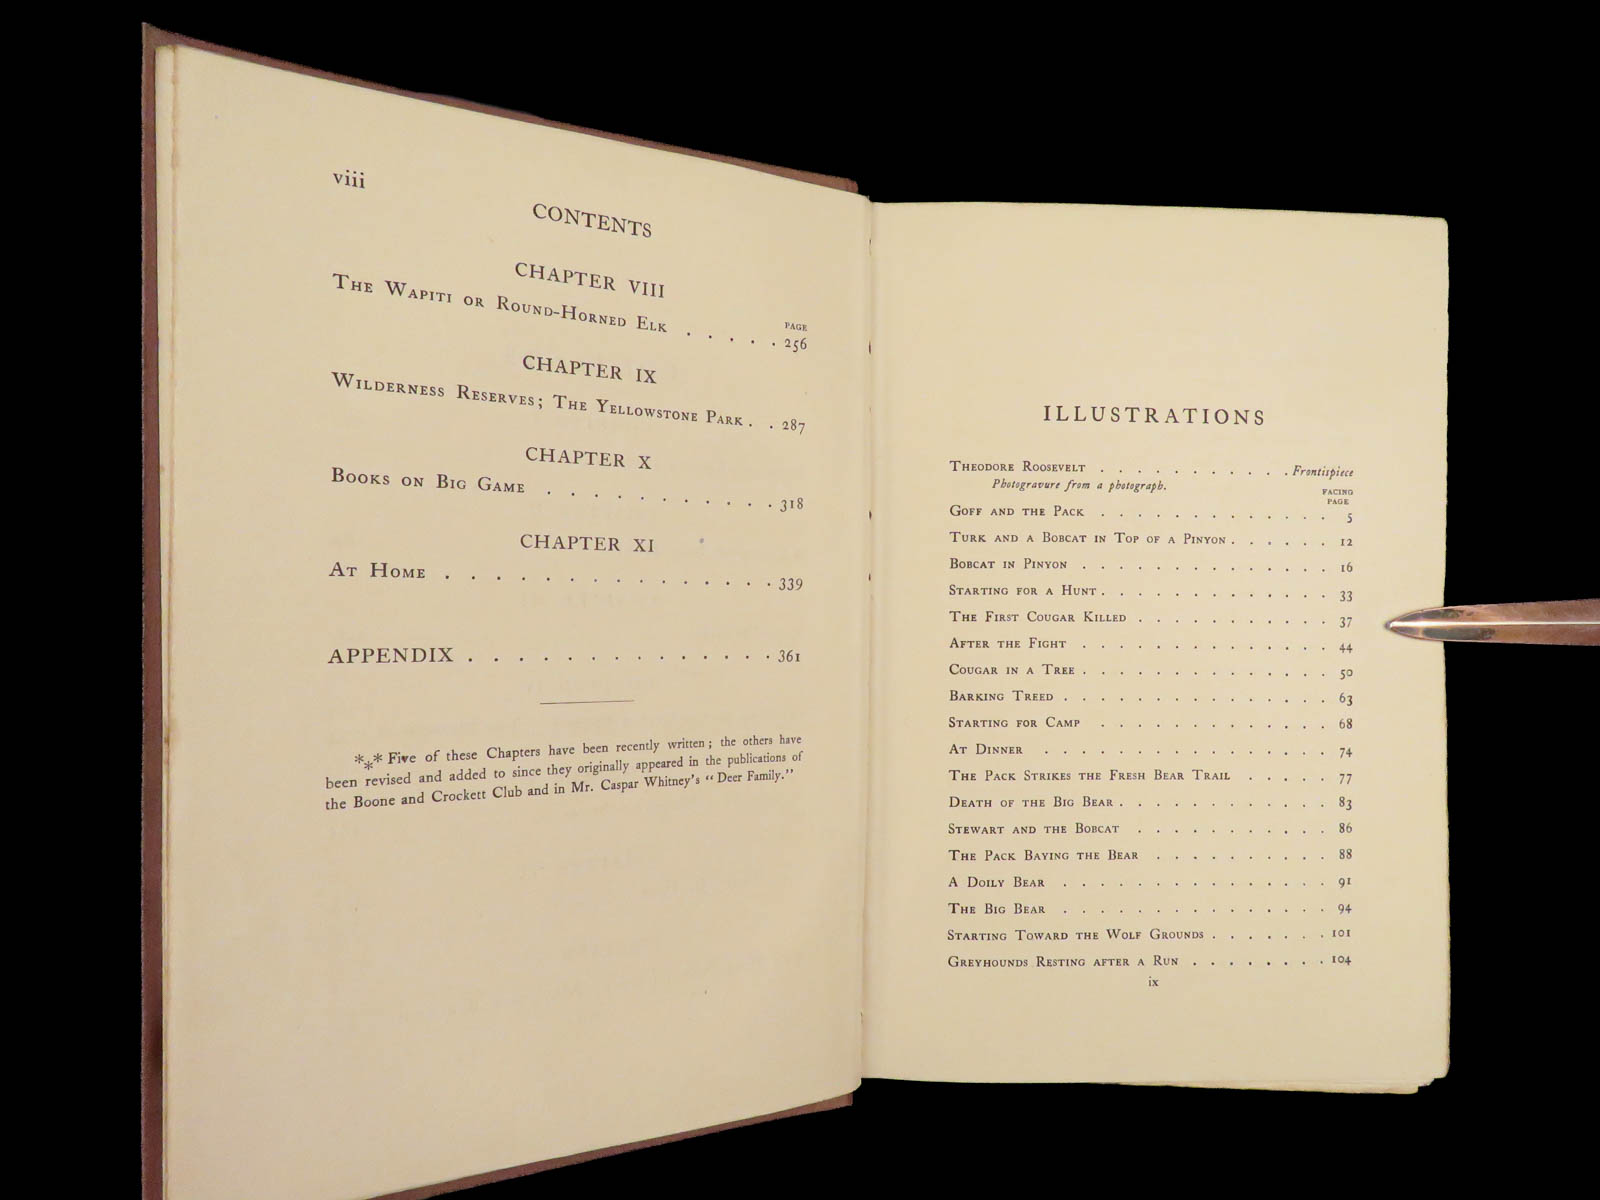 viii
CONTENTS
CHAPTER VIII
PAGE
The Wapiti or Round-Horned Elk . . . . . 256
CHAPTER IX
Wilderness Reserves; The Yellowstone Park . . 287
CHAPTER X
Books on Big Game . . . . . . . . . . 318
CHAPTER XI
At Home . . . . . . . . . . . . . . 339
APPENDIX . . . . . . . . . . . . . 361
*** Five of these Chapters have been recently written; the others have
been revised and added to since they originally appeared in the publications of
the Boone and Crockett Club and in Mr. Caspar Whitney's "Deer Family."
ILLUSTRATIONS
Theodore Roosevelt . . . . . . . . . . . Frontispiece
Photogravure from a photograph.
FACING
PAGE
Goff and the Pack . . . . . . . . . . . . . 5
Turk and a Bobcat in Top of a Pinyon . . . . . . 12
Bobcat in Pinyon . . . . . . . . . . . . . . 16
Starting for a Hunt . . . . . . . . . . . . . 33
The First Cougar Killed . . . . . . . . . . . 37
After the Fight . . . . . . . . . . . . . . 44
Cougar in a Tree . . . . . . . . . . . . . . 50
Barking Treed . . . . . . . . . . . . . . . 63
Starting for Camp . . . . . . . . . . . . . 68
At Dinner . . . . . . . . . . . . . . . . 74
The Pack Strikes the Fresh Bear Trail . . . . . 77
Death of the Big Bear . . . . . . . . . . . . 83
Stewart and the Bobcat . . . . . . . . . . . 86
The Pack Baying the Bear . . . . . . . . . . 88
A Doily Bear . . . . . . . . . . . . . . . 91
The Big Bear . . . . . . . . . . . . . . . 94
Starting Toward the Wolf Grounds . . . . . . . 101
Greyhounds Resting after a Run . . . . . . . . 104
ix